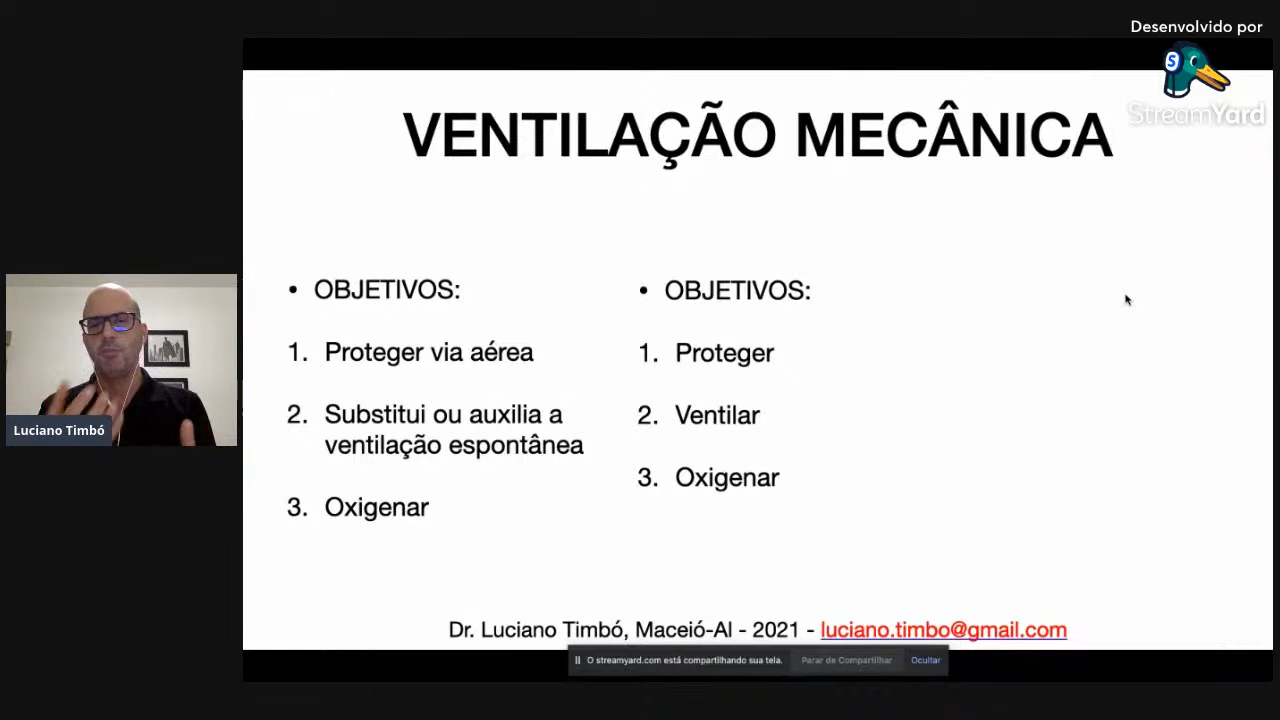 Desenvolvido por
StreamYard
VENTILAÇÃO MECÂNICA
• OBJETIVOS:
1. Proteger via aérea
2. Substitui ou auxilia a
ventilação espontânea
3. Oxigenar
• OBJETIVOS:
1. Proteger
2. Ventilar
3. Oxigenar
Luciano Timbó
Dr. Luciano Timbó, Maceió-Al - 2021 - luciano.timbo@gmail.com
O streamyard.com está compartilhando sua tela. Parar de Compartilhar Ocultar